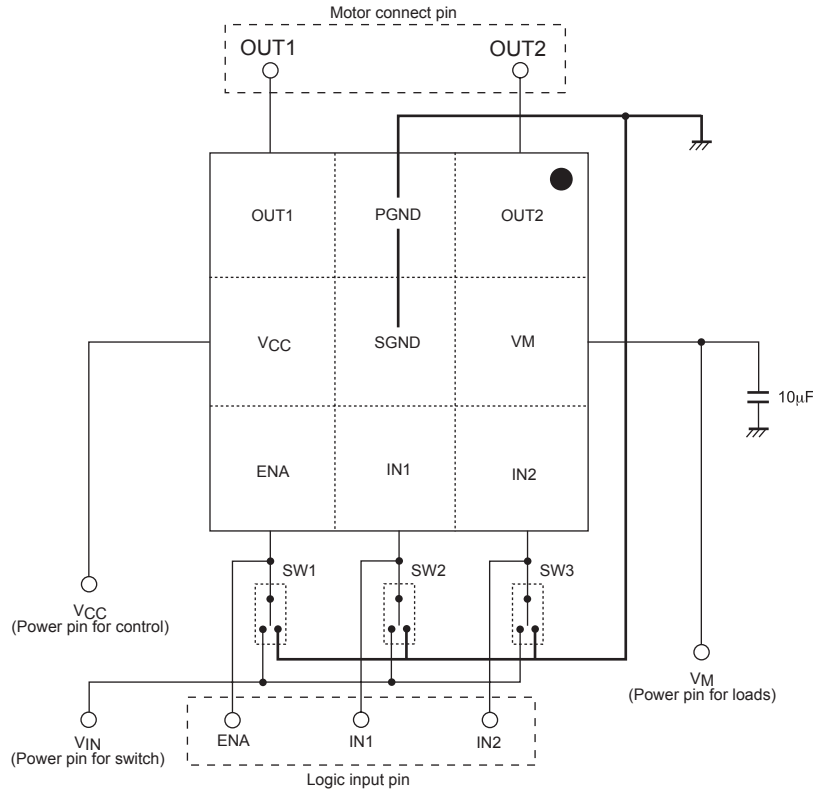 Motor connect pin
OUT1
OUT2
OUT1
PGND
OUT2
VCC
SGND
VM
10μF
ENA
IN1
IN2
SW1
SW2
SW3
VCC
(Power pin for control)
VM
(Power pin for loads)
VIN
(Power pin for switch)
ENA
IN1
IN2
Logic input pin